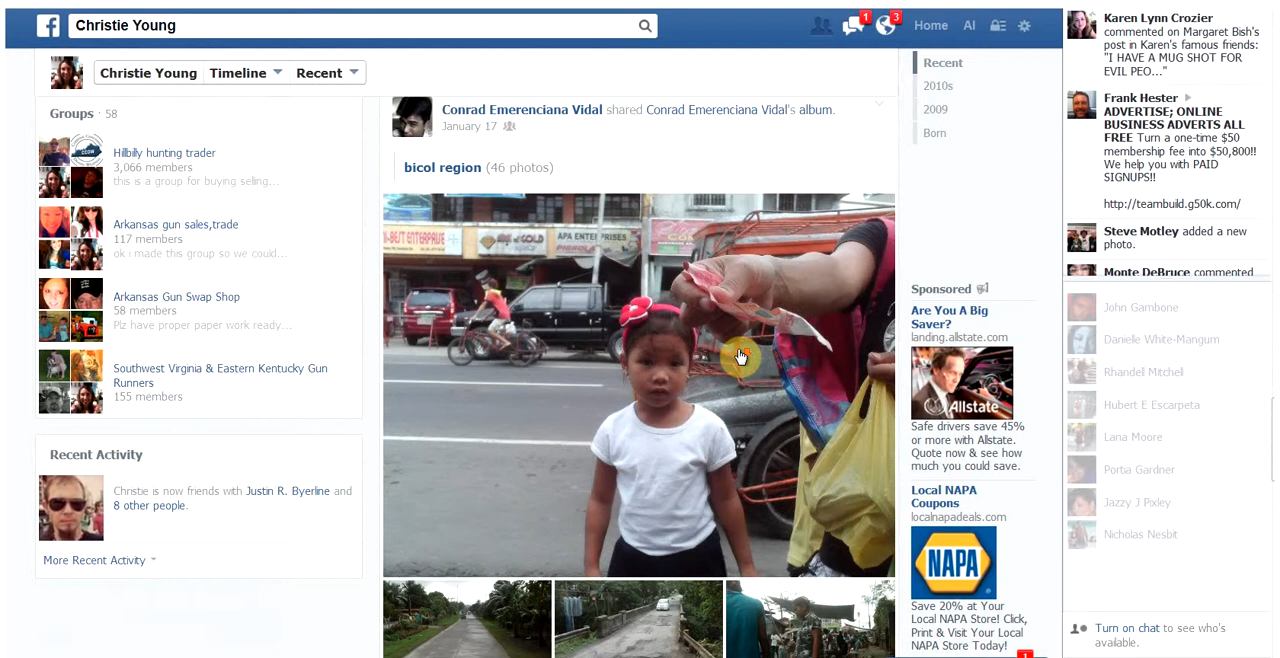 Christie Young
1
3
Home
AI
Christie Young Timeline Recent
Groups · 58
Hillbilly hunting trader
3,066 members
this is a group for buying selling...
Arkansas gun sales,trade
117 members
ok i made this group so we could...
Arkansas Gun Swap Shop
58 members
Plz have proper paper work ready...
Southwest Virginia & Eastern Kentucky Gun
Runners
155 members
Recent Activity
Christie is now friends with Justin R. Byerline and
8 other people.
More Recent Activity
Conrad Emerenciana Vidal shared Conrad Emerenciana Vidal's album.
January 17
bicol region (46 photos)
APA ENTERPRISES
Recent
2010s
2009
Born
Sponsored
Are You A Big
Saver?
landing.allstate.com
Allstate
Safe drivers save 45%
or more with Allstate.
Quote now & see how
much you could save.
Local NAPA
Coupons
localnapadeals.com
NAPA
Save 20% at Your
Local NAPA Store! Click,
Print & Visit Your Local
NAPA Store Today!
1
Karen Lynn Crozier
commented on Margaret Bish's
post in Karen's famous friends:
"I HAVE A MUG SHOT FOR
EVIL PEO..."
Frank Hester
ADVERTISE; ONLINE
BUSINESS ADVERTS ALL
FREE Turn a one-time $50
membership fee into $50,800!!
We help you with PAID
SIGNUPS!!
http://teambuild.g50k.com/
Steve Motley added a new
photo.
Monte DeBruce commented
John Gambone
Danielle White-Mangum
Rhandell Mitchell
Hubert E Escarpeta
Lana Moore
Portia Gardner
Jazzy J Pixley
Nicholas Nesbit
Turn on chat to see who's
available.